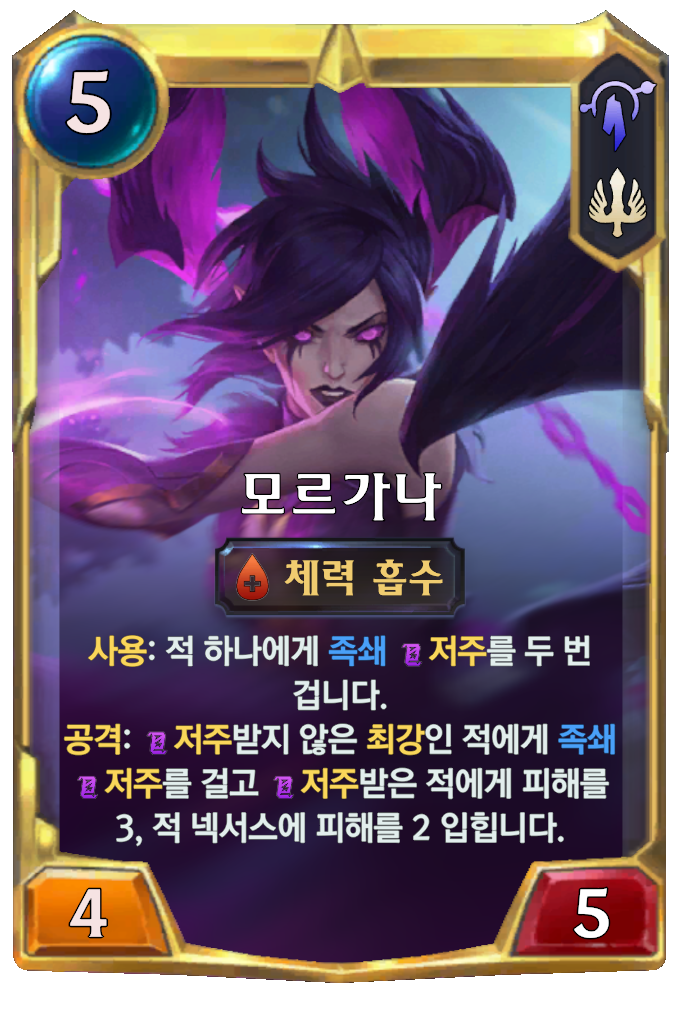 5
모르가나
체력 흡수
사용: 적 하나에게 족쇄 저주를 두 번
겁니다.
공격: 저주받지 않은 최강인 적에게 족쇄
저주를 걸고 저주받은 적에게 피해를
3, 적 넥서스에 피해를 2 입힙니다.
4
5